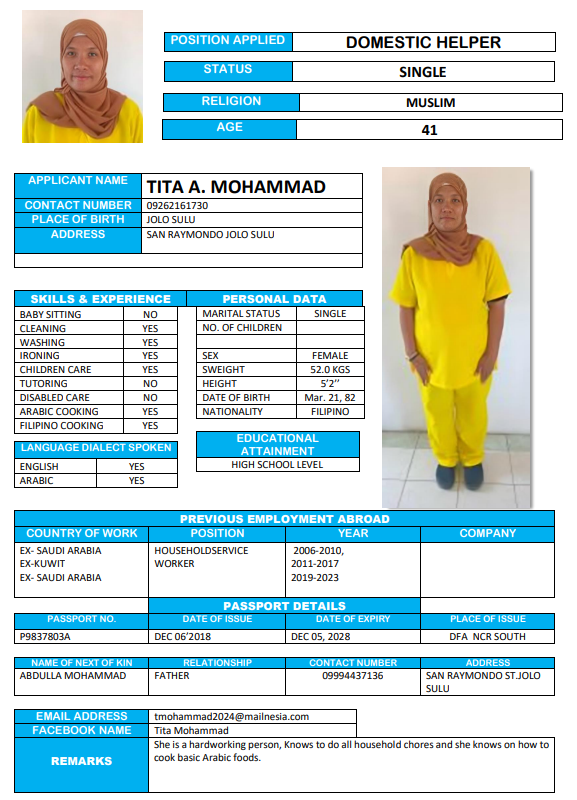 POSITION APPLIED DOMESTIC HELPER
STATUS SINGLE
RELIGION MUSLIM
AGE 41
APPLICANT NAME TITA A. MOHAMMAD
CONTACT NUMBER 09262161730
PLACE OF BIRTH JOLO SULU
ADDRESS SAN RAYMONDO JOLO SULU
SKILLS & EXPERIENCE
BABY SITTING NO
CLEANING YES
WASHING YES
IRONING YES
CHILDREN CARE YES
TUTORING NO
DISABLED CARE NO
ARABIC COOKING YES
FILIPINO COOKING YES
PERSONAL DATA
MARITAL STATUS SINGLE
NO. OF CHILDREN
SEX FEMALE
SWEIGHT 52.0 KGS
HEIGHT 5’2’’
DATE OF BIRTH Mar. 21, 82
NATIONALITY FILIPINO
LANGUAGE DIALECT SPOKEN
ENGLISH YES
ARABIC YES
EDUCATIONAL
ATTAINMENT
HIGH SCHOOL LEVEL
PREVIOUS EMPLOYMENT ABROAD
COUNTRY OF WORK POSITION YEAR COMPANY
EX- SAUDI ARABIA HOUSEHOLDSERVICE 2006-2010,
EX-KUWIT WORKER 2011-2017
EX- SAUDI ARABIA 2019-2023
PASSPORT DETAILS
PASSPORT NO. DATE OF ISSUE DATE OF EXPIRY PLACE OF ISSUE
P9837803A DEC 06’2018 DEC 05, 2028 DFA NCR SOUTH
NAME OF NEXT OF KIN RELATIONSHIP CONTACT NUMBER ADDRESS
ABDULLA MOHAMMAD FATHER 09994437136 SAN RAYMONDO ST.JOLO
SULU
EMAIL ADDRESS tmohammad2024@mailnesia.com
FACEBOOK NAME Tita Mohammad
REMARKS She is a hardworking person, Knows to do all household chores and she knows on how to
cook basic Arabic foods.